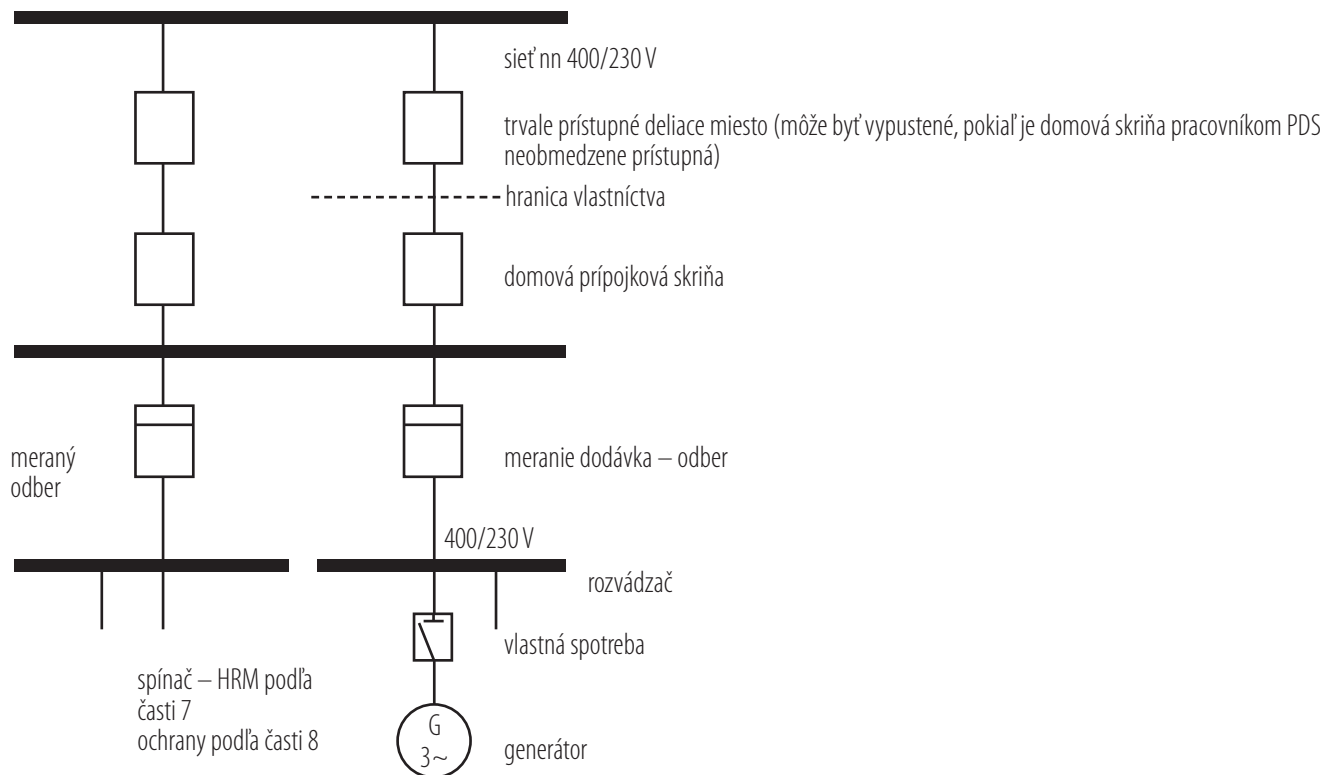 sieť nn 400/230 V
trvale prístupné deliace miesto (môže byť vypustené, pokiaľ je domová skriňa pracovníkom PDS
neobmedzene prístupná)
hranica vlastníctva
domová prípojková skriňa
meraný
odber
meranie dodávka – odber
400/230 V
rozvádzač
vlastná spotreba
spínač – HRM podľa
časti 7
ochrany podľa časti 8
G
3~
generátor